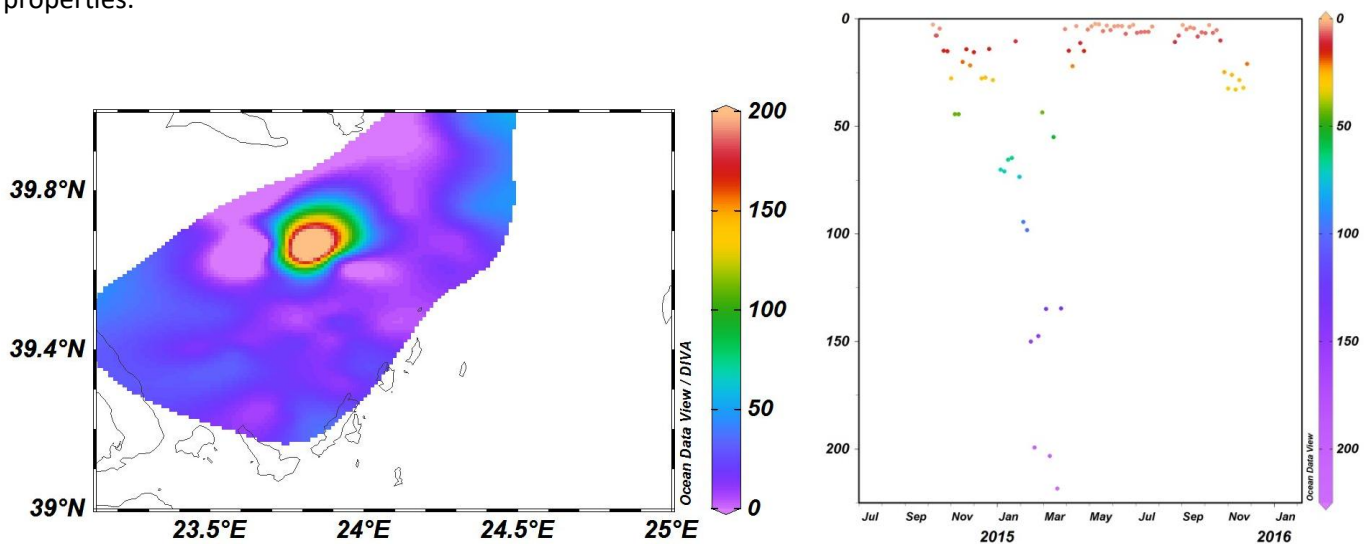 properties.
39.8°N
39.4°N
39°N
23.5°E 24°E 24.5°E 25°E
Ocean Data View / DIVA
200
150
100
50
0
0
50
100
150
200
Jul Sep Nov Jan Mar May Jul Sep Nov Jan
2015 2016
Ocean Data View
0
50
100
150
200